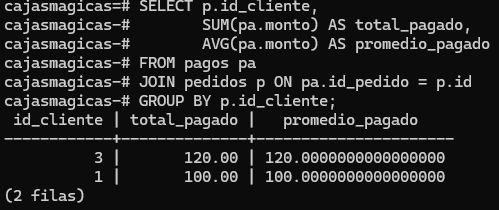 cajasmagicas=# SELECT p.id_cliente,
cajasmagicas-#        SUM(pa.monto) AS total_pagado,
cajasmagicas-#        AVG(pa.monto) AS promedio_pagado
cajasmagicas-# FROM pagos pa
cajasmagicas-# JOIN pedidos p ON pa.id_pedido = p.id
cajasmagicas-# GROUP BY p.id_cliente;
 id_cliente | total_pagado |   promedio_pagado
------------+--------------+----------------------
          3 |       120.00 | 120.0000000000000000
          1 |       100.00 | 100.0000000000000000
(2 filas)